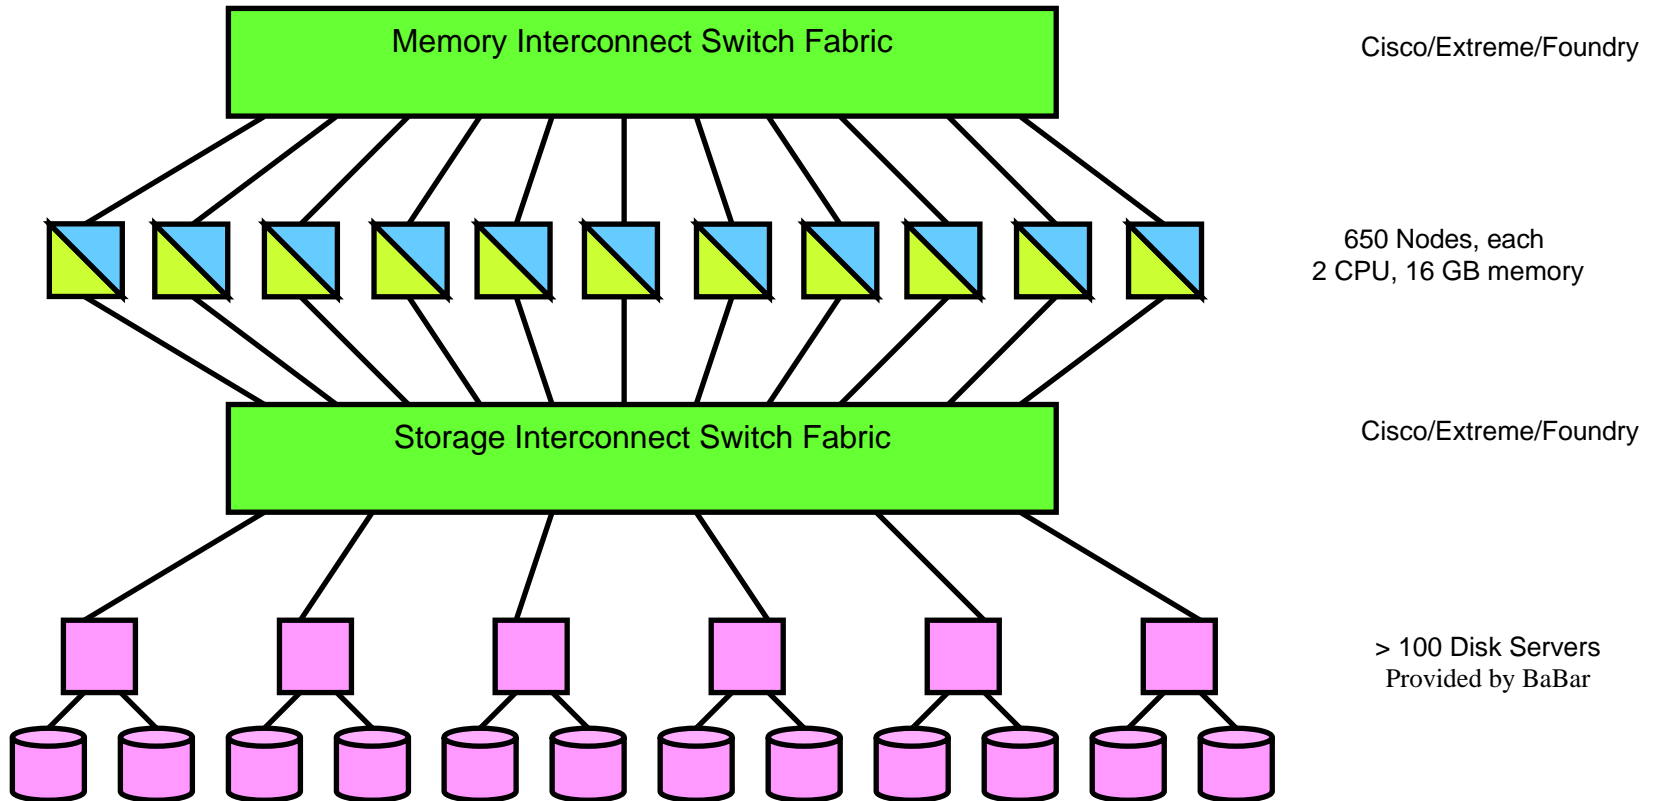 Memory Interconnect Switch Fabric
Cisco/Extreme/Foundry
650 Nodes, each
2 CPU, 16 GB memory
Storage Interconnect Switch Fabric
Cisco/Extreme/Foundry
> 100 Disk Servers
Provided by BaBar